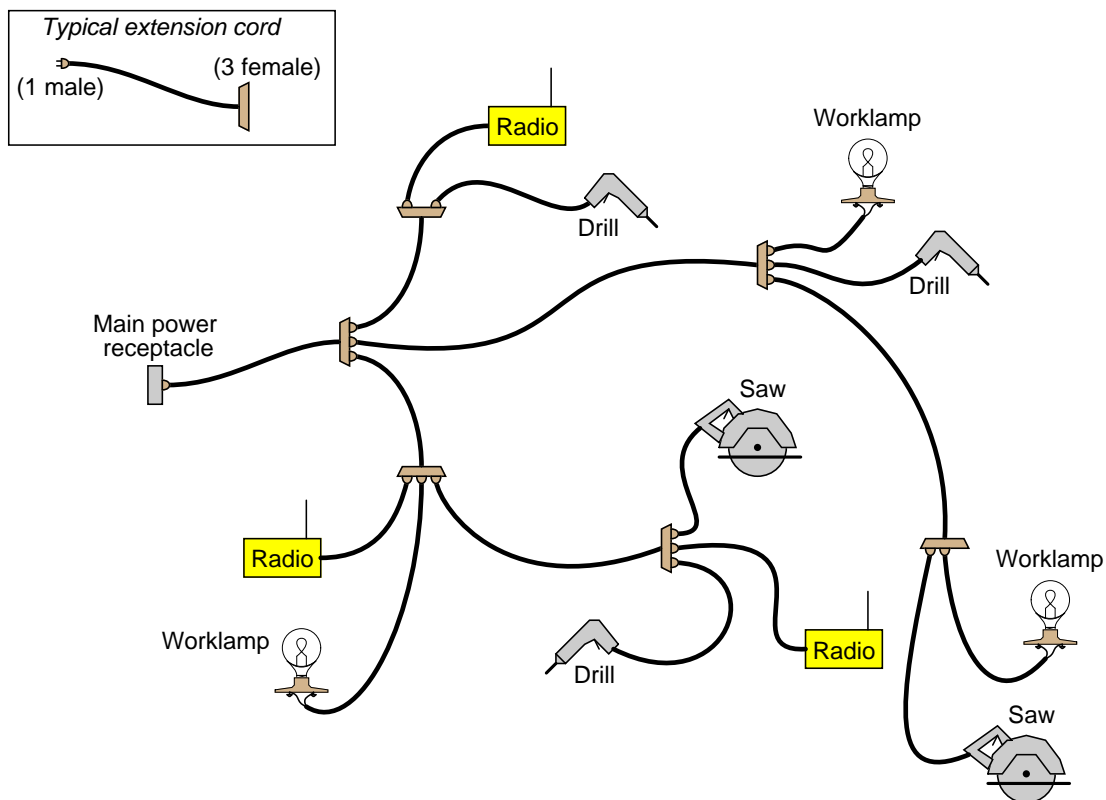 Typical extension cord
(3 female)
(1 male)
Radio
Worklamp
Drill
Drill
Main power
receptacle
Saw
Radio
Worklamp
Worklamp
Radio
Drill
Saw